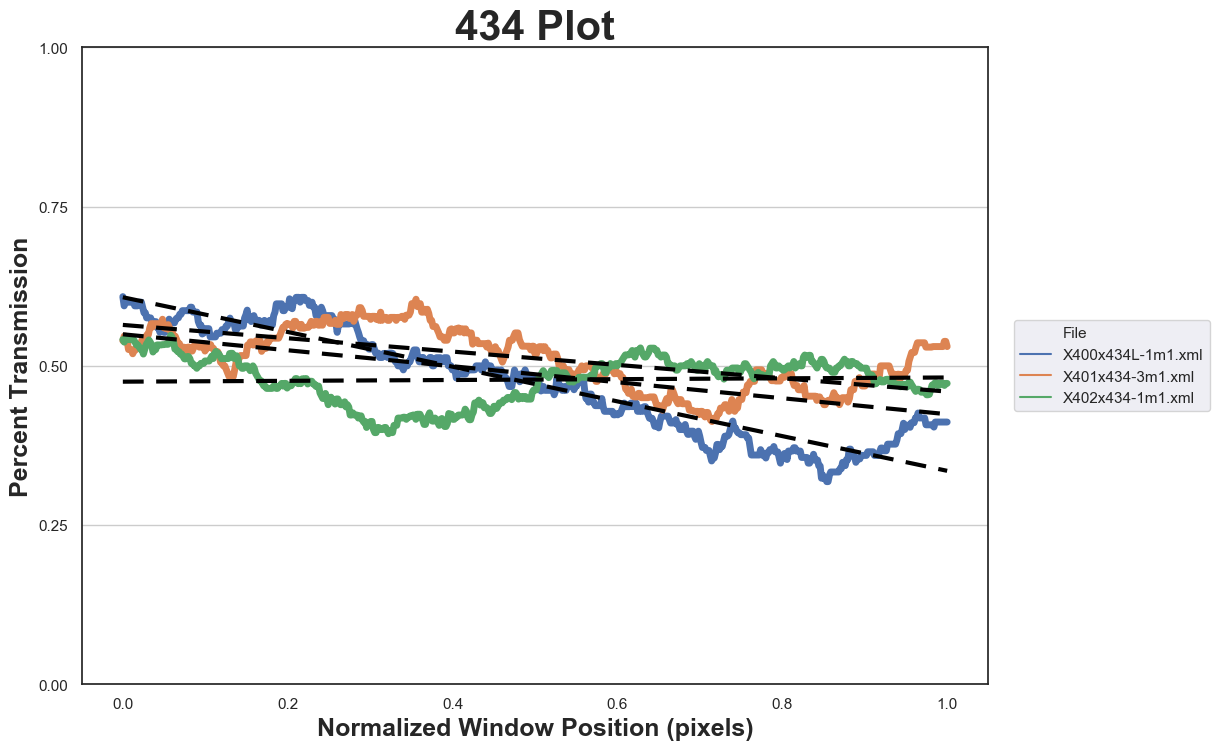 434 Plot
1.00
0.75
0.50
0.25
0.00
Percent Transmission
0.0 0.2 0.4 0.6 0.8 1.0
Normalized Window Position (pixels)
File
X400x434L-1m1.xml
X401x434-3m1.xml
X402x434-1m1.xml